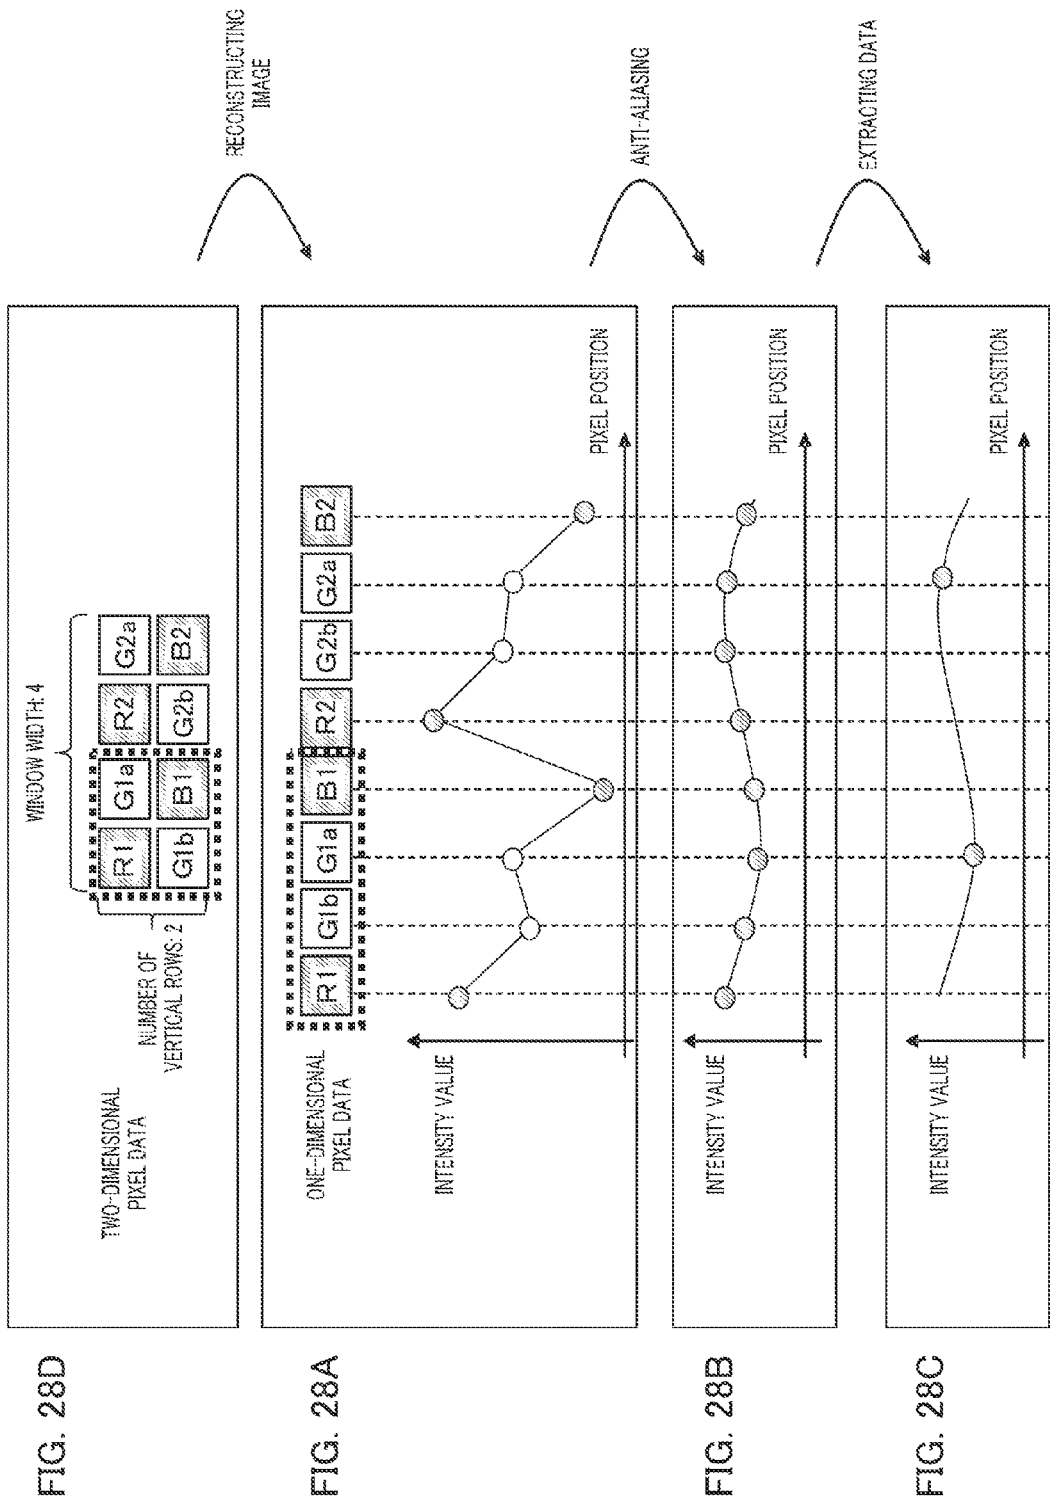 FIG. 28D
WINDOW WIDTH: 4
TWO-DIMENSIONAL
PIXEL DATA
NUMBER OF
VERTICAL ROWS: 2
R1 G1a R2 G2a
G1b B1 G2b B2
RECONSTRUCTING
IMAGE
FIG. 28A
ONE-DIMENSIONAL
PIXEL DATA
R1 G1b G1a B1 R2 G2b G2a B2
INTENSITY VALUE
PIXEL POSITION
ANTI-ALIASING
FIG. 28B
INTENSITY VALUE
PIXEL POSITION
EXTRACTING DATA
FIG. 28C
INTENSITY VALUE
PIXEL POSITION